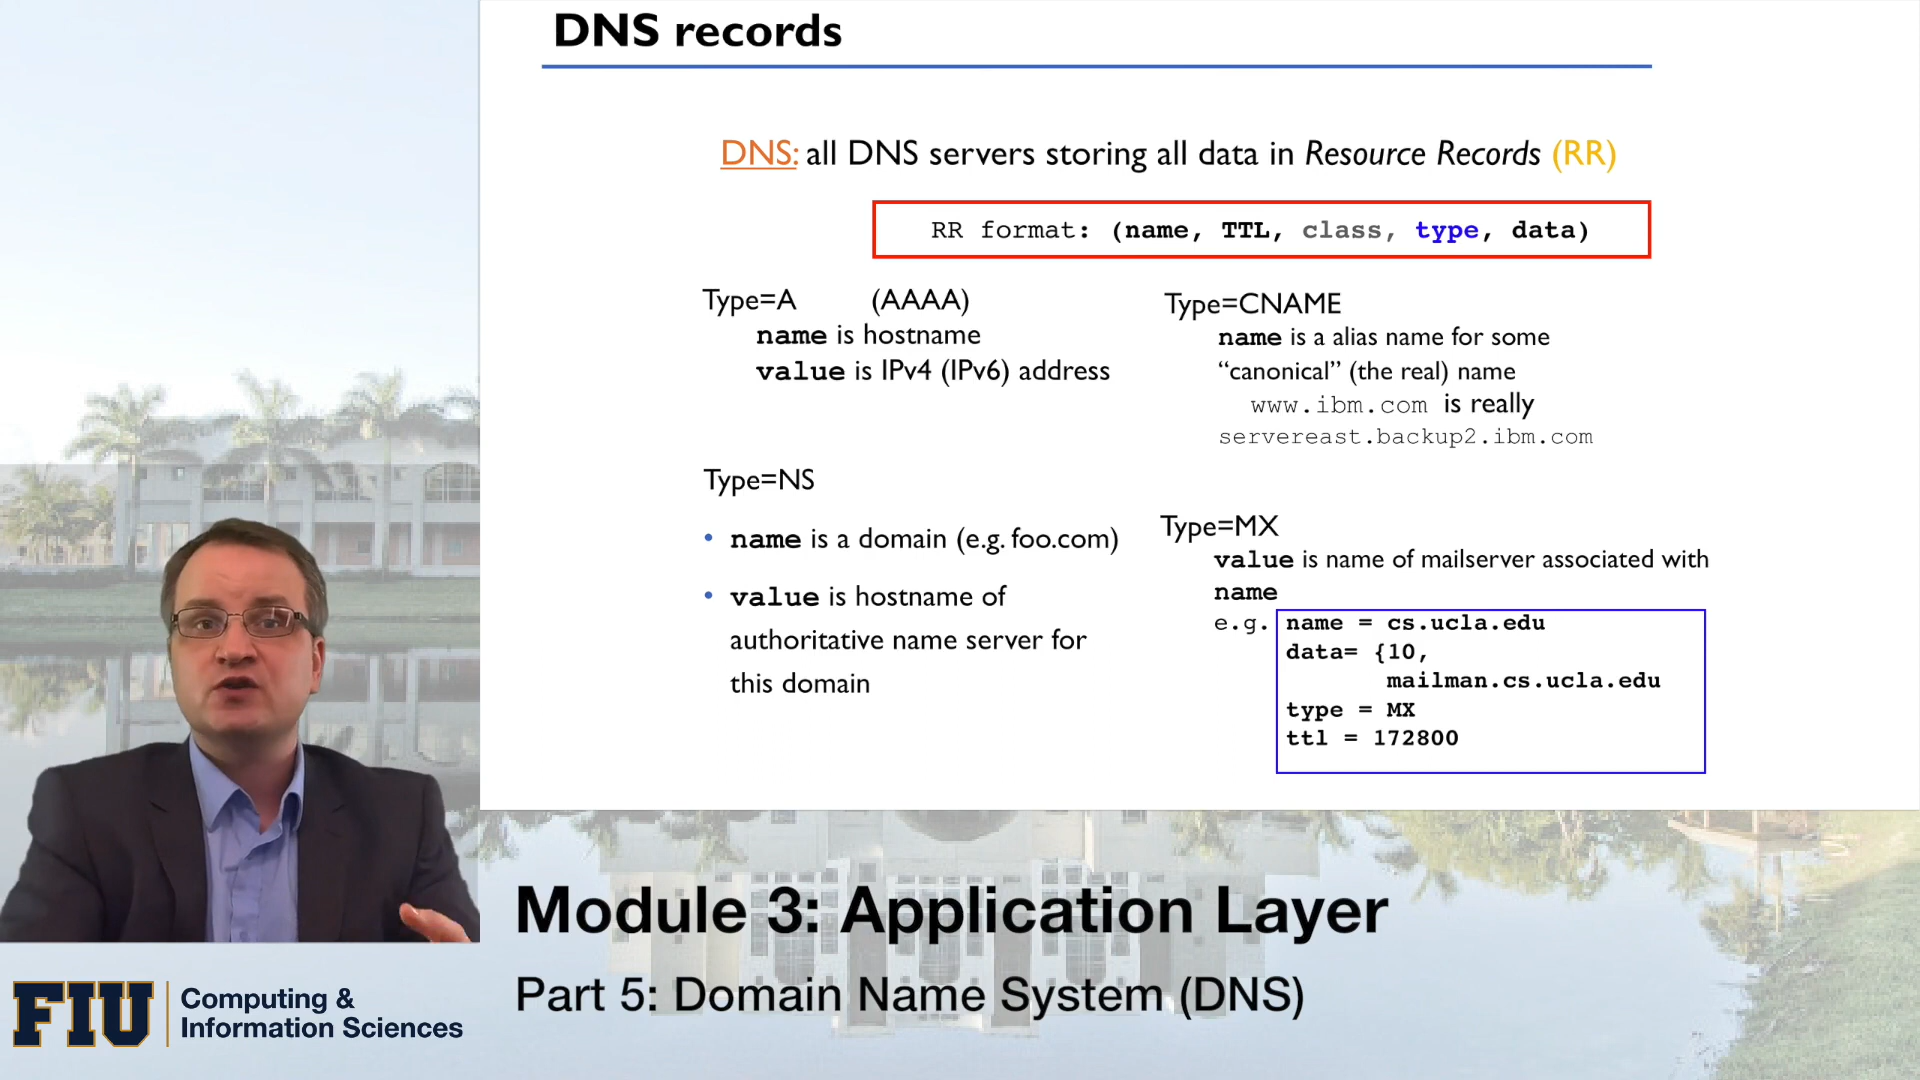 DNS records
DNS: all DNS servers storing all data in Resource Records (RR)
RR format: (name, TTL, class, type, data)
Type=A (AAAA)
name is hostname
value is IPv4 (IPv6) address
Type=NS
• name is a domain (e.g. foo.com)
• value is hostname of
authoritative name server for
this domain
Type=CNAME
name is a alias name for some
“canonical” (the real) name
www.ibm.com is really
servereast.backup2.ibm.com
Type=MX
value is name of mailserver associated with
name
e.g. name = cs.ucla.edu
data= {10,
mailman.cs.ucla.edu
type = MX
ttl = 172800
Module 3: Application Layer
Part 5: Domain Name System (DNS)
FIU Computing &
Information Sciences